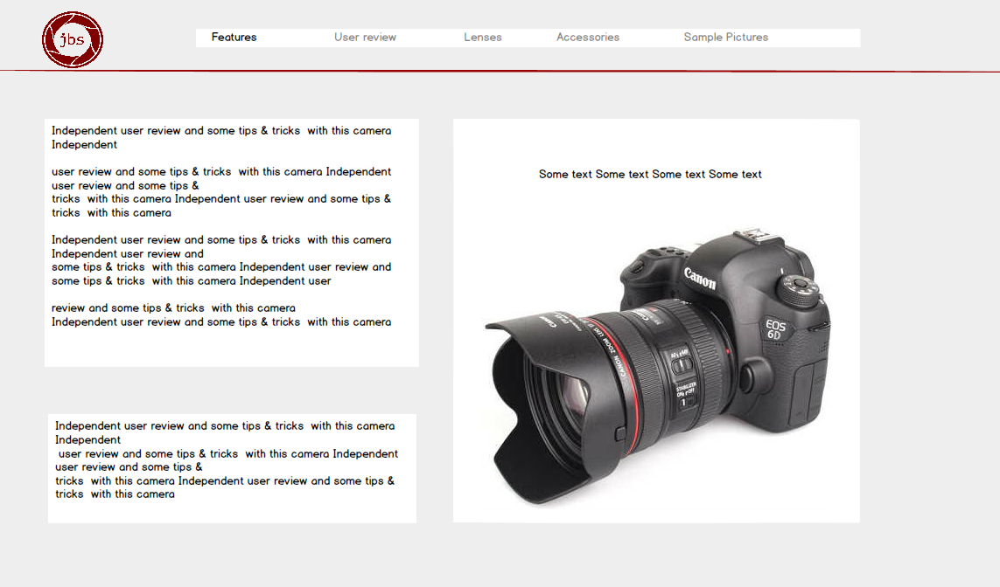 jbs
Features User review Lenses Accessories Sample Pictures
Independent user review and some tips & tricks with this camera
Independent
user review and some tips & tricks with this camera Independent
user review and some tips &
tricks with this camera Independent user review and some tips &
tricks with this camera
Independent user review and some tips & tricks with this camera
Independent user review and
some tips & tricks with this camera Independent user review and
some tips & tricks with this camera Independent user
review and some tips & tricks with this camera
Independent user review and some tips & tricks with this camera
Independent user review and some tips & tricks with this camera
Independent
user review and some tips & tricks with this camera Independent
user review and some tips &
tricks with this camera Independent user review and some tips &
tricks with this camera
Some text Some text Some text Some text
Canon
EOS
6D
Canon
CANON ZOOM LENS
STABILIZER